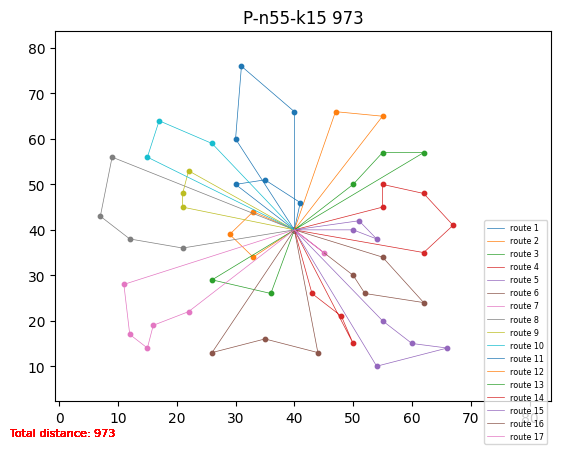 P-n55-k15 973
80
70
60
50
40
30
20
10
0 10 20 30 40 50 60 70 80
route 1
route 2
route 3
route 4
route 5
route 6
route 7
route 8
route 9
route 10
route 11
route 12
route 13
route 14
route 15
route 16
route 17
Total distance: 973